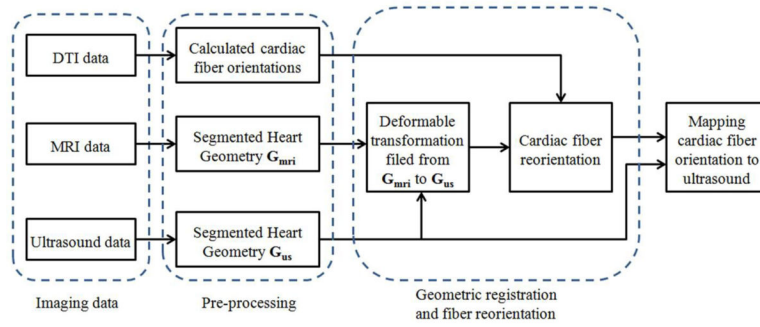 DTI data
Calculated cardiac
fiber orientations
MRI data
Segmented Heart
Geometry Gmri
Deformable
transformation
filed from
Gmri to Gus
Cardiac fiber
reorientation
Mapping
cardiac fiber
orientation to
ultrasound
Ultrasound data
Segmented Heart
Geometry Gus
Imaging data
Pre-processing
Geometric registration
and fiber reorientation